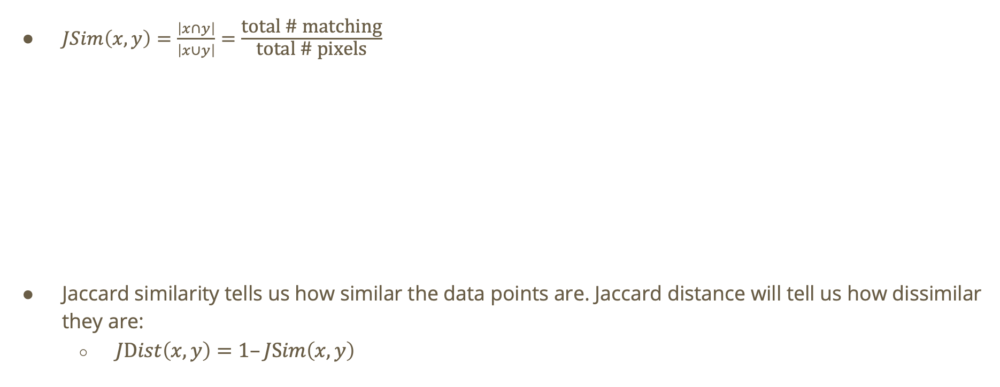 ● JSim(x, y) = |x∩y| / |x∪y| = total # matching / total # pixels
● Jaccard similarity tells us how similar the data points are. Jaccard distance will tell us how dissimilar
they are:
○ JDist(x, y) = 1–JSim(x, y)